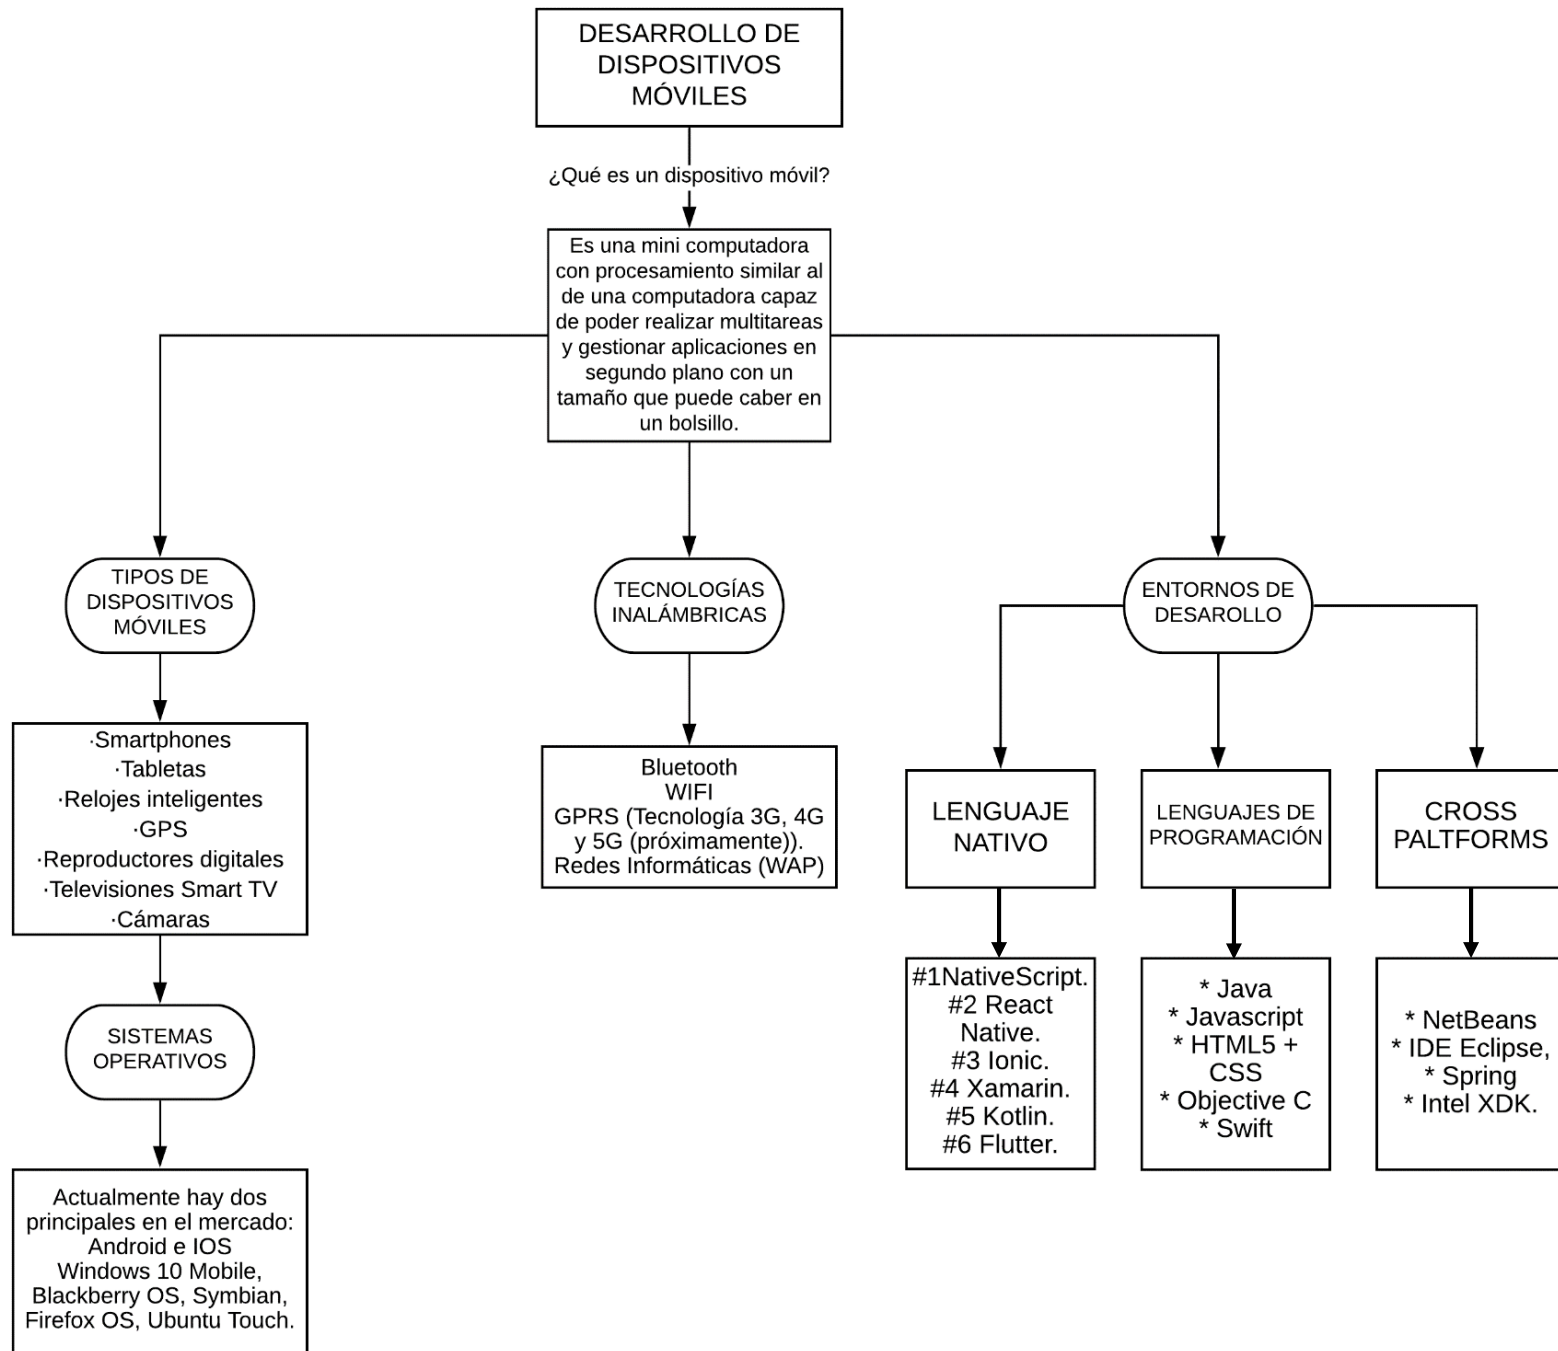 DESARROLLO DE
DISPOSITIVOS
MÓVILES
¿Qué es un dispositivo móvil?
Es una mini computadora
con procesamiento similar al
de una computadora capaz
de poder realizar multitareas
y gestionar aplicaciones en
segundo plano con un
tamaño que puede caber en
un bolsillo.
TIPOS DE
DISPOSITIVOS
MÓVILES
·Smartphones
·Tabletas
·Relojes inteligentes
·GPS
·Reproductores digitales
·Televisiones Smart TV
·Cámaras
SISTEMAS
OPERATIVOS
Actualmente hay dos
principales en el mercado:
Android e IOS
Windows 10 Mobile,
Blackberry OS, Symbian,
Firefox OS, Ubuntu Touch.
TECNOLOGÍAS
INALÁMBRICAS
Bluetooth
WIFI
GPRS (Tecnología 3G, 4G
y 5G (próximamente)).
Redes Informáticas (WAP)
ENTORNOS DE
DESAROLLO
LENGUAJE
NATIVO
#1NativeScript.
#2 React
Native.
#3 Ionic.
#4 Xamarin.
#5 Kotlin.
#6 Flutter.
LENGUAJES DE
PROGRAMACIÓN
* Java
* Javascript
* HTML5 +
CSS
* Objective C
* Swift
CROSS
PALTFORMS
* NetBeans
* IDE Eclipse,
* Spring
* Intel XDK.